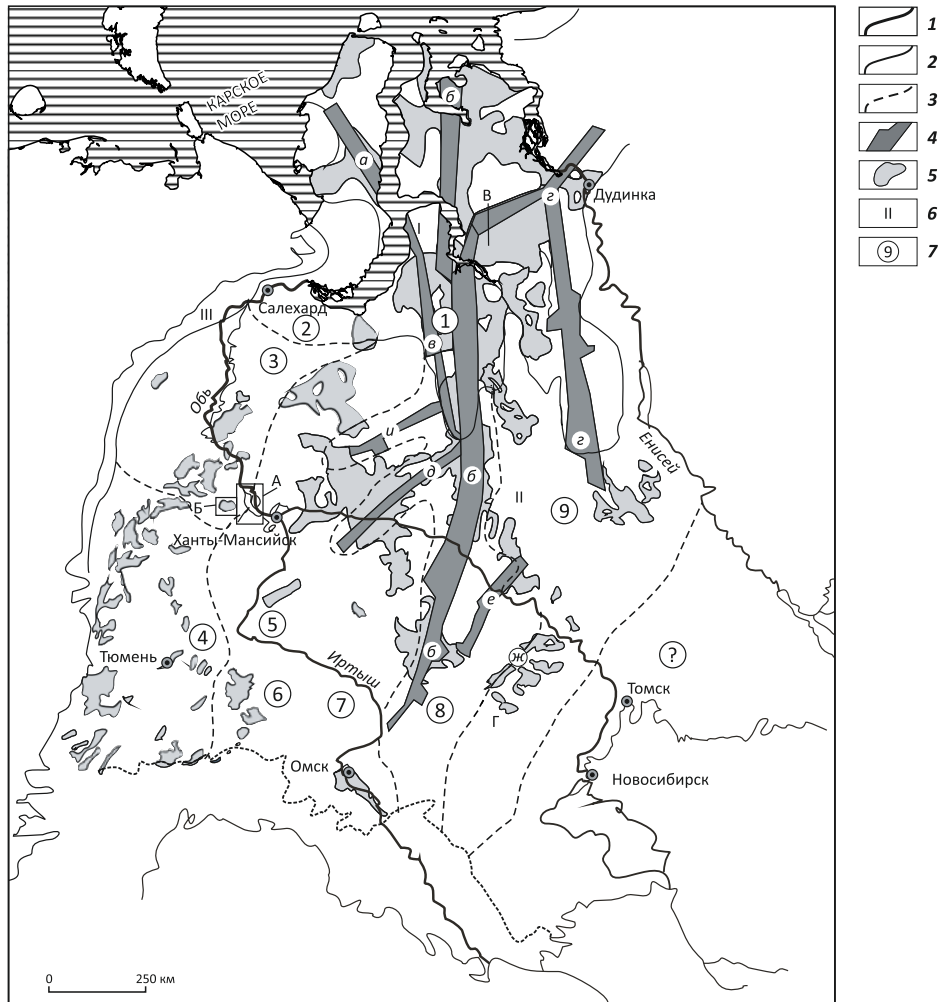 КАРСКОЕ
МОРЕ
а
б
В
г
Дудинка
I
1
в
Салехард
III
2
3
Обь
и
д
г
б
Енисей
II
9
А
Б
Ханты-Мансийск
е
5
4
Тюмень
б
ж
?
Иртыш
6
7
8
Г
Томск
Омск
Новосибирск
0 250 км
1
2
3
4
5
II 6
9 7